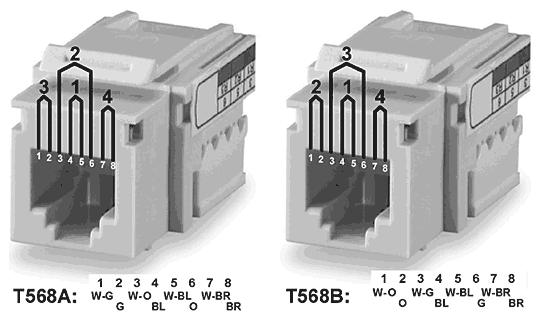 2
3 1 4
1 2 3 4 5 6 7 8
3
2 1 4
1 2 3 4 5 6 7 8
1 2 3 4 5 6 7 8
T568A: W-G W-O W-BL W-BR
G BL O BR
1 2 3 4 5 6 7 8
T568B: W-O W-G W-BL W-BR
O BL G BR